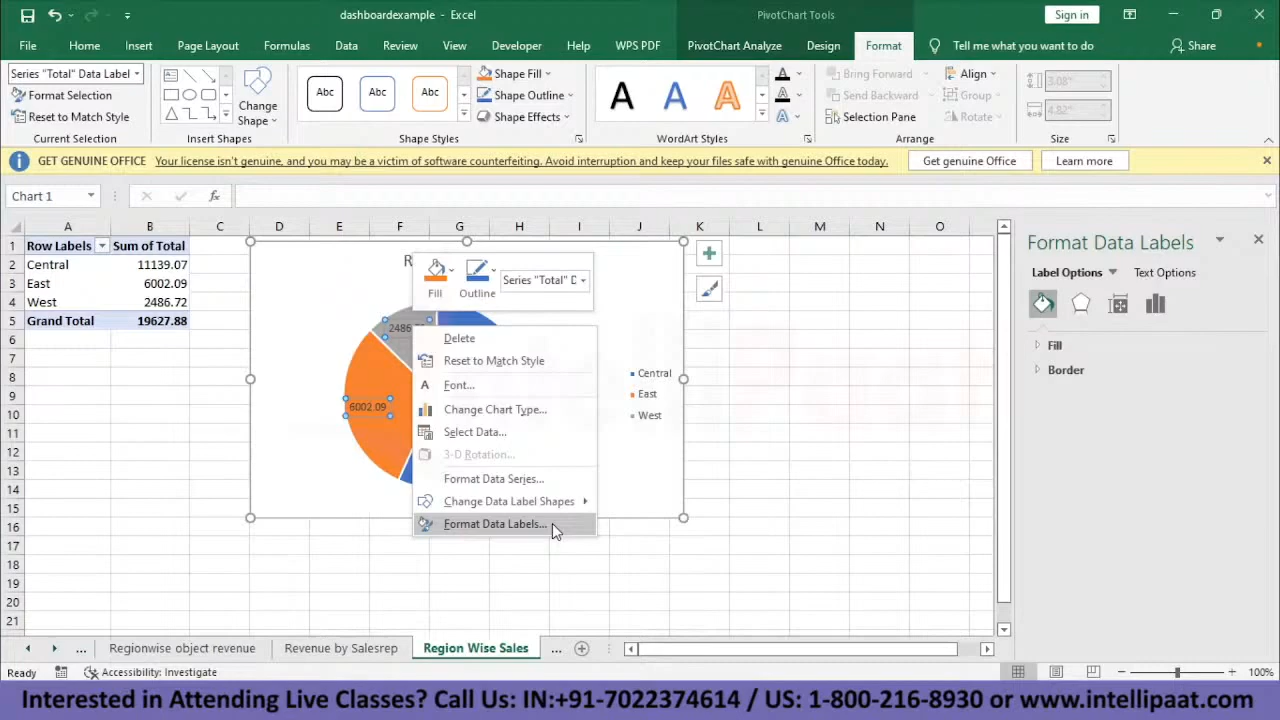 dashboardexample - Excel
PivotChart Tools
Sign in
File Home Insert Page Layout Formulas Data Review View Developer Help WPS PDF PivotChart Analyze Design Format Tell me what you want to do Share
Series "Total" Data Label
Format Selection
Reset to Match Style
Current Selection
Change
Shape
Insert Shapes
Abc Abc Abc
Shape Fill
Shape Outline
Shape Effects
Shape Styles
A A A
A
A
A
WordArt Styles
Bring Forward
Send Backward
Selection Pane
Align
Group
Rotate
Arrange
3.08"
4.82"
Size
GET GENUINE OFFICE Your license isn't genuine, and you may be a victim of software counterfeiting. Avoid interruption and keep your files safe with genuine Office today. Get genuine Office Learn more
Chart 1 fx
A B C D E F G H I J K L M N O
1 Row Labels Sum of Total
2 Central 11139.07
3 East 6002.09
4 West 2486.72
5 Grand Total 19627.88
6
7
8
9
10
11
12
13
14
15
16
17
18
19
20
21
R
2486
6002.09
Central
East
West
Fill Outline Series "Total" D
Delete
Reset to Match Style
A Font...
Change Chart Type...
Select Data...
3-D Rotation...
Format Data Series...
Change Data Label Shapes
Format Data Labels...
Format Data Labels
Label Options Text Options
Fill
Border
... Regionwise object revenue Revenue by Salesrep Region Wise Sales ...
Ready Accessibility: Investigate 100%
Interested in Attending Live Classes? Call Us: IN:+91-7022374614 / US: 1-800-216-8930 or www.intellipaat.com